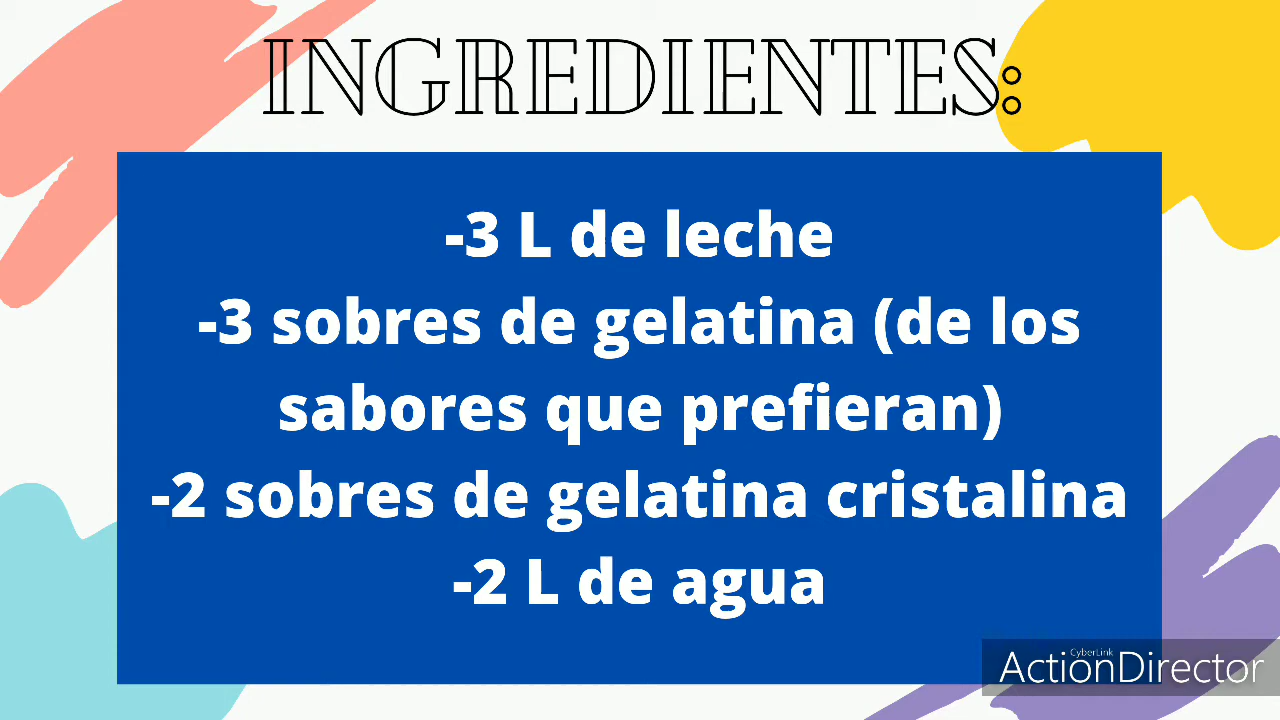 INGREDIENTES:
-3 L de leche
-3 sobres de gelatina (de los
sabores que prefieran)
-2 sobres de gelatina cristalina
-2 L de agua
CyberLink
ActionDirector